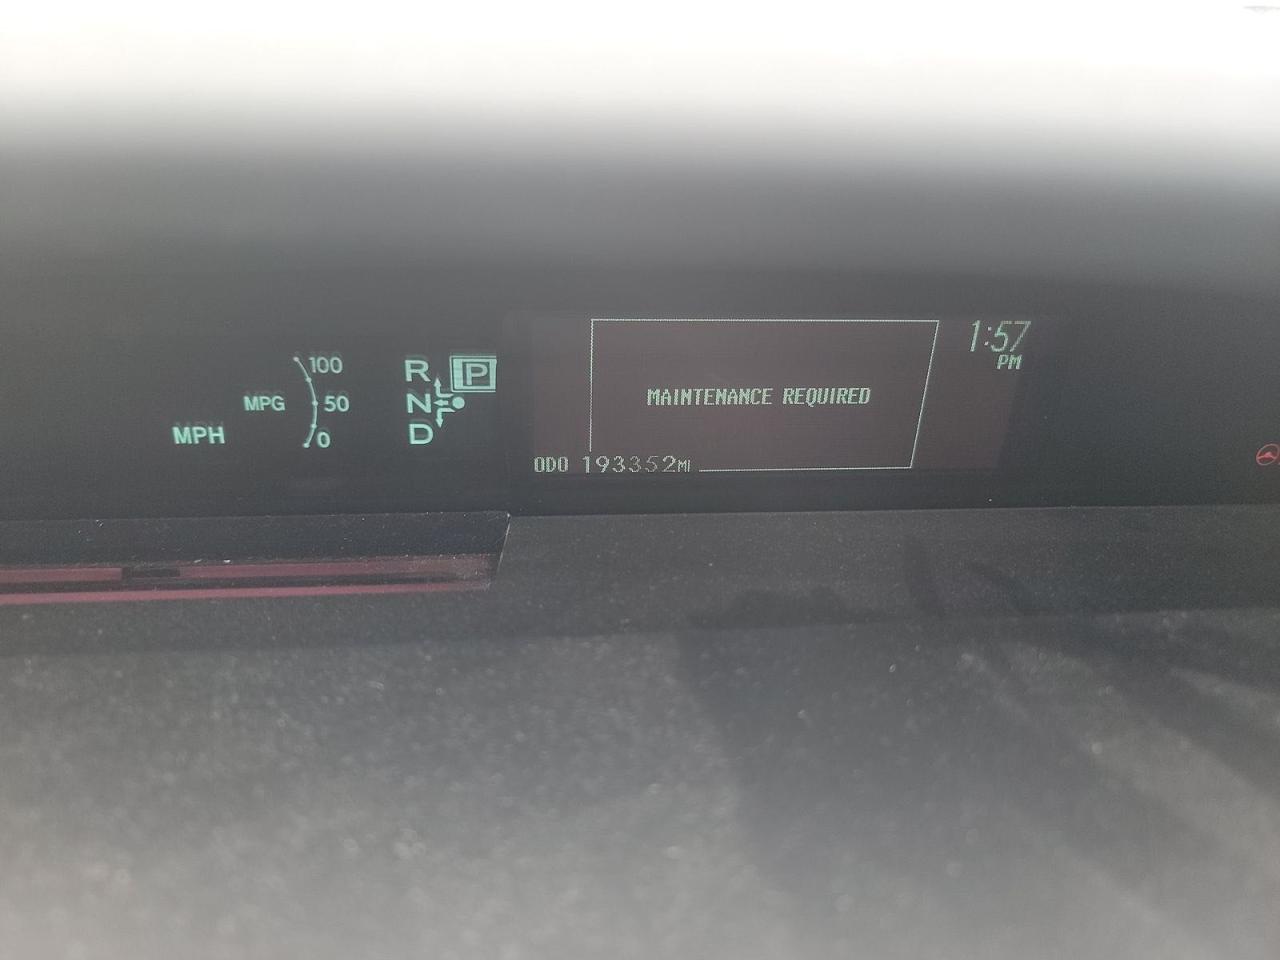 1:57
PM
100
R P
MPG 50
N
MAINTENANCE REQUIRED
MPH 0
D
ODO 193352MI